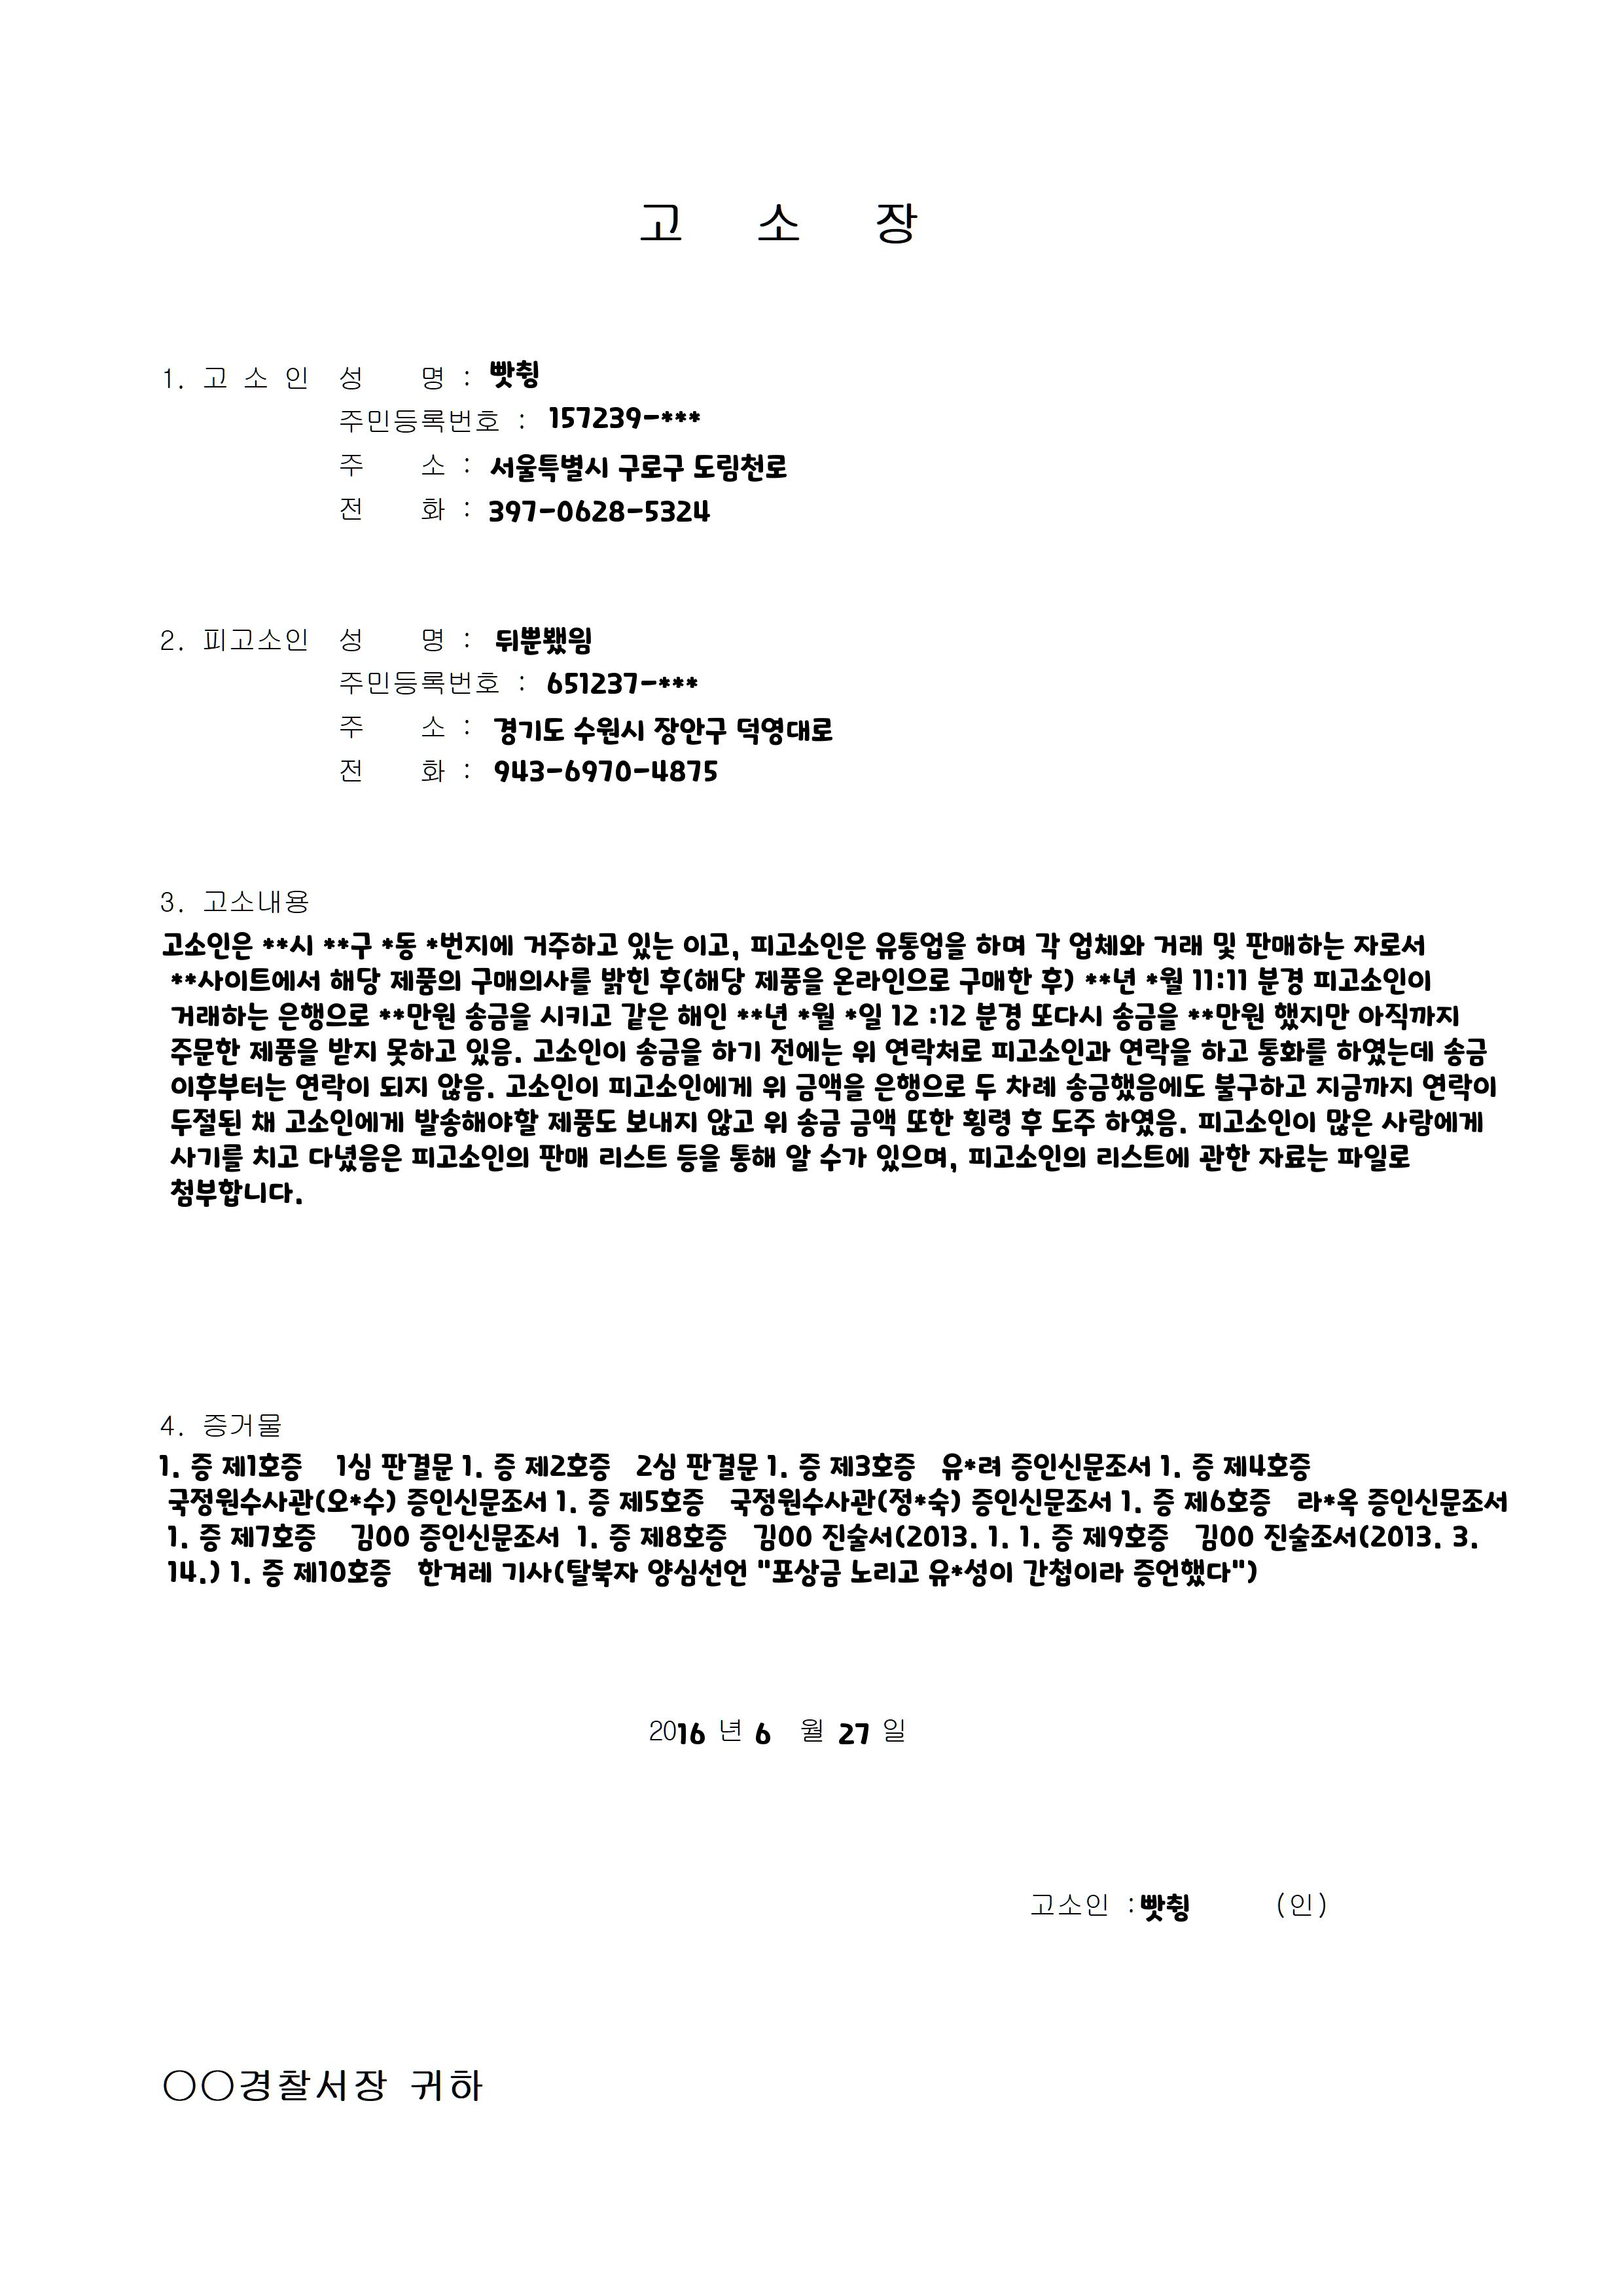 고 소 장
1. 고 소 인 성 명 : 빳췽
주민등록번호 : 157239-***
주 소 : 서울특별시 구로구 도림천로
전 화 : 397-0628-5324
2. 피고소인 성 명 : 뒤뿐뽰읨
주민등록번호 : 651237-***
주 소 : 경기도 수원시 장안구 덕영대로
전 화 : 943-6970-4875
3. 고소내용
고소인은 **시 **구 *동 *번지에 거주하고 있는 이고, 피고소인은 유통업을 하며 각 업체와 거래 및 판매하는 자로서
**사이트에서 해당 제품의 구매의사를 밝힌 후(해당 제품을 온라인으로 구매한 후) **년 *월 11:11 분경 피고소인이
거래하는 은행으로 **만원 송금을 시키고 같은 해인 **년 *월 *일 12 :12 분경 또다시 송금을 **만원 했지만 아직까지
주문한 제품을 받지 못하고 있음. 고소인이 송금을 하기 전에는 위 연락처로 피고소인과 연락을 하고 통화를 하였는데 송금
이후부터는 연락이 되지 않음. 고소인이 피고소인에게 위 금액을 은행으로 두 차례 송금했음에도 불구하고 지금까지 연락이
두절된 채 고소인에게 발송해야할 제품도 보내지 않고 위 송금 금액 또한 횡령 후 도주 하였음. 피고소인이 많은 사람에게
사기를 치고 다녔음은 피고소인의 판매 리스트 등을 통해 알 수가 있으며, 피고소인의 리스트에 관한 자료는 파일로
첨부합니다.
4. 증거물
1. 증 제1호증 1심 판결문 1. 증 제2호증 2심 판결문 1. 증 제3호증 유*려 증인신문조서 1. 증 제4호증
국정원수사관(오*수) 증인신문조서 1. 증 제5호증 국정원수사관(정*숙) 증인신문조서 1. 증 제6호증 라*옥 증인신문조서
1. 증 제7호증 김00 증인신문조서 1. 증 제8호증 김00 진술서(2013. 1. 1. 증 제9호증 김00 진술조서(2013. 3.
14.) 1. 증 제10호증 한겨레 기사(탈북자 양심선언 "포상금 노리고 유*성이 간첩이라 증언했다")
2016 년 6 월 27 일
고소인 : 빳췽 (인)
○○경찰서장 귀하